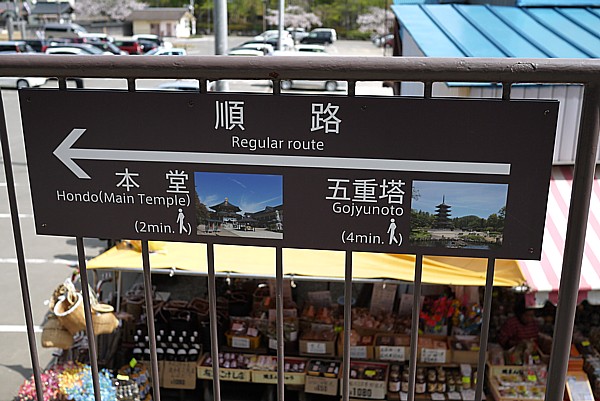 順路
Regular route
本堂
Hondo(Main Temple)
(2min.)
五重塔
Gojyunoto
(4min.)